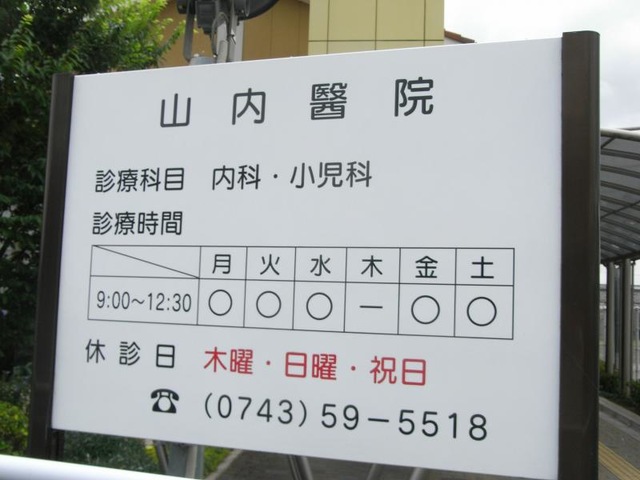 山内醫院
診療科目 内科・小児科
診療時間
月 火 水 木 金 土
9:00～12:30 ○ ○ ○ － ○ ○
休診日 木曜・日曜・祝日
☎ (0743)59－5518